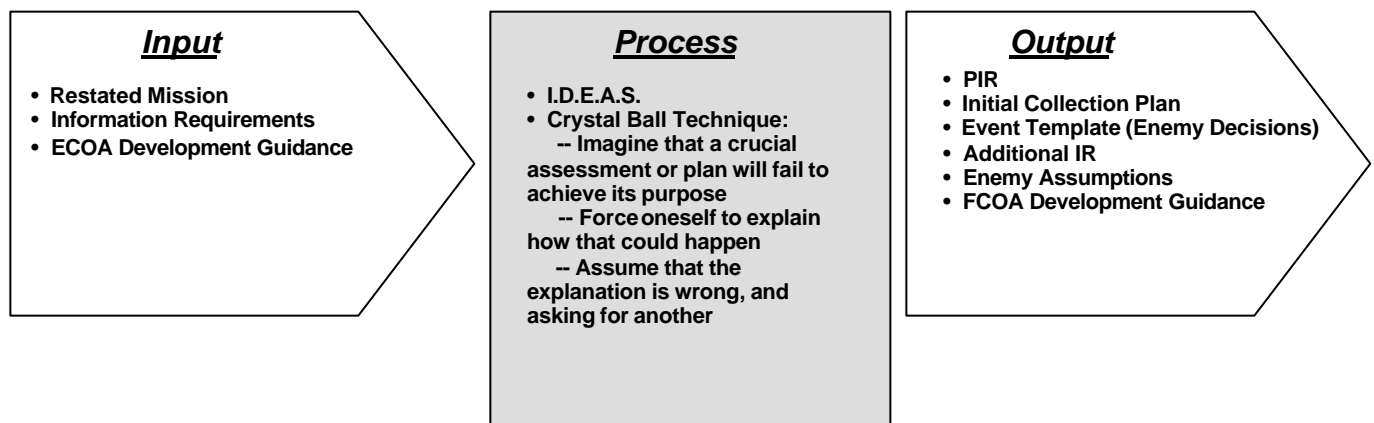 Input
• Restated Mission
• Information Requirements
• ECOA Development Guidance
Process
• I.D.E.A.S.
• Crystal Ball Technique:
-- Imagine that a crucial
assessment or plan will fail to
achieve its purpose
-- Force oneself to explain
how that could happen
-- Assume that the
explanation is wrong, and
asking for another
Output
• PIR
• Initial Collection Plan
• Event Template (Enemy Decisions)
• Additional IR
• Enemy Assumptions
• FCOA Development Guidance